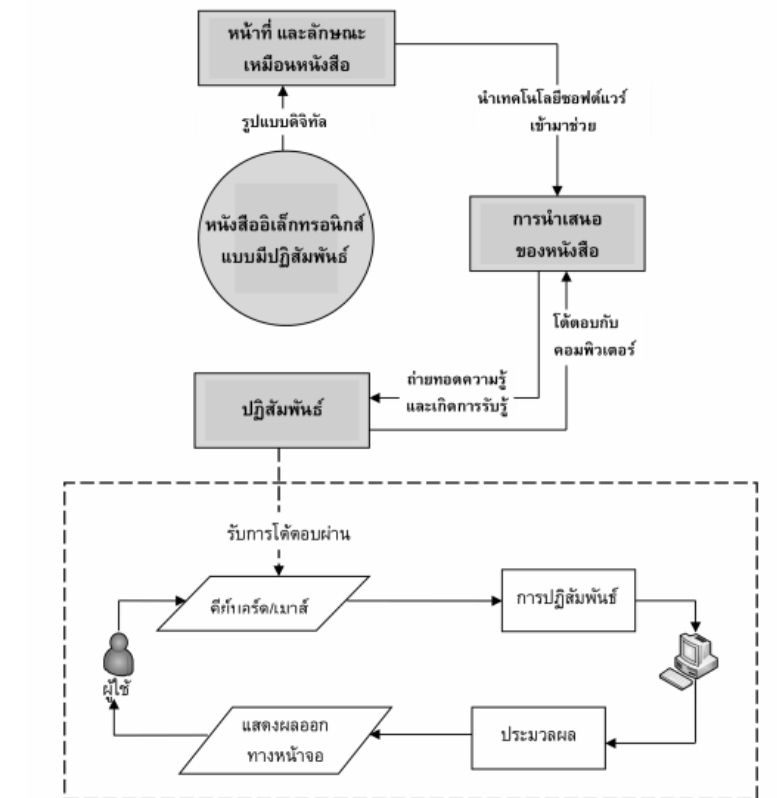 หน้าที่ และลักษณะ
เหมือนหนังสือ
นำเทคโนโลยีซอฟต์แวร์
เข้ามาช่วย
รูปแบบดิจิทัล
หนังสืออิเล็กทรอนิกส์
แบบมีปฏิสัมพันธ์
การนำเสนอ
ของหนังสือ
โต้ตอบกับ
คอมพิวเตอร์
ถ่ายทอดความรู้
และเกิดการรับรู้
ปฏิสัมพันธ์
รับการโต้ตอบผ่าน
คีย์บอร์ด/เมาส์
การปฏิสัมพันธ์
ผู้ใช้
แสดงผลออก
ทางหน้าจอ
ประมวลผล